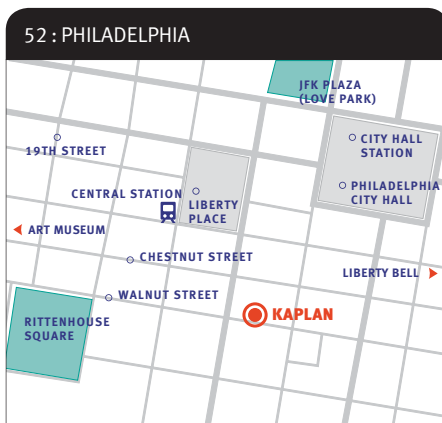 52 : PHILADELPHIA
JFK PLAZA
(LOVE PARK)
19TH STREET
CITY HALL
STATION
CENTRAL STATION
LIBERTY
PLACE
PHILADELPHIA
CITY HALL
ART MUSEUM
CHESTNUT STREET
LIBERTY BELL
WALNUT STREET
KAPLAN
RITTENHOUSE
SQUARE